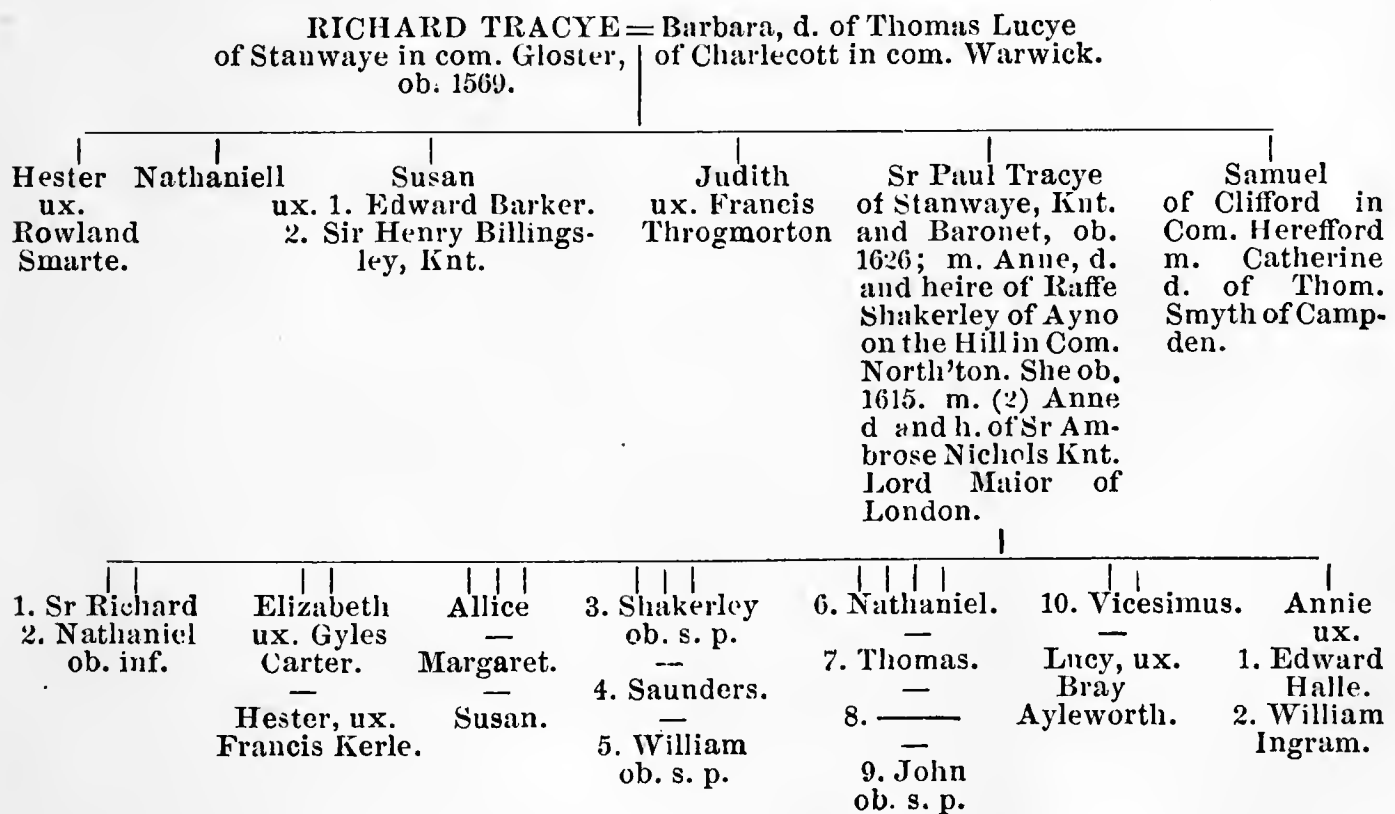 RICHARD TRACYE = Barbara, d. of Thomas Lucye
of Stanwaye in com. Gloster, of Charlecott in com. Warwick.
ob. 1569.
Hester
ux.
Rowland
Smarte.
Nathaniell
Susan
ux. 1. Edward Barker.
2. Sir Henry Billings-
ley, Knt.
Judith
ux. Francis
Throgmorton
Sr Paul Tracye
of Stanwaye, Knt.
and Baronet, ob.
1626; m. Anne, d.
and heire of Raffe
Shakerley of Ayno
on the Hill in Com.
North'ton. She ob.
1615. m. (2) Anne
d and h. of Sr Am-
brose Nichols Knt.
Lord Maior of
London.
Samuel
of Clifford in
Com. Herefford
m. Catherine
d. of Thom.
Smyth of Camp-
den.
1. Sr Richard
2. Nathaniel
ob. inf.
Elizabeth
ux. Gyles
Carter.
—
Hester, ux.
Francis Kerle.
Allice
—
Margaret.
—
Susan.
3. Shakerley
ob. s. p.
—
4. Saunders.
—
5. William
ob. s. p.
6. Nathaniel.
—
7. Thomas.
—
8. ——
—
9. John
ob. s. p.
10. Vicesimus.
—
Lucy, ux.
Bray
Ayleworth.
Annie
ux.
1. Edward
Halle.
2. William
Ingram.